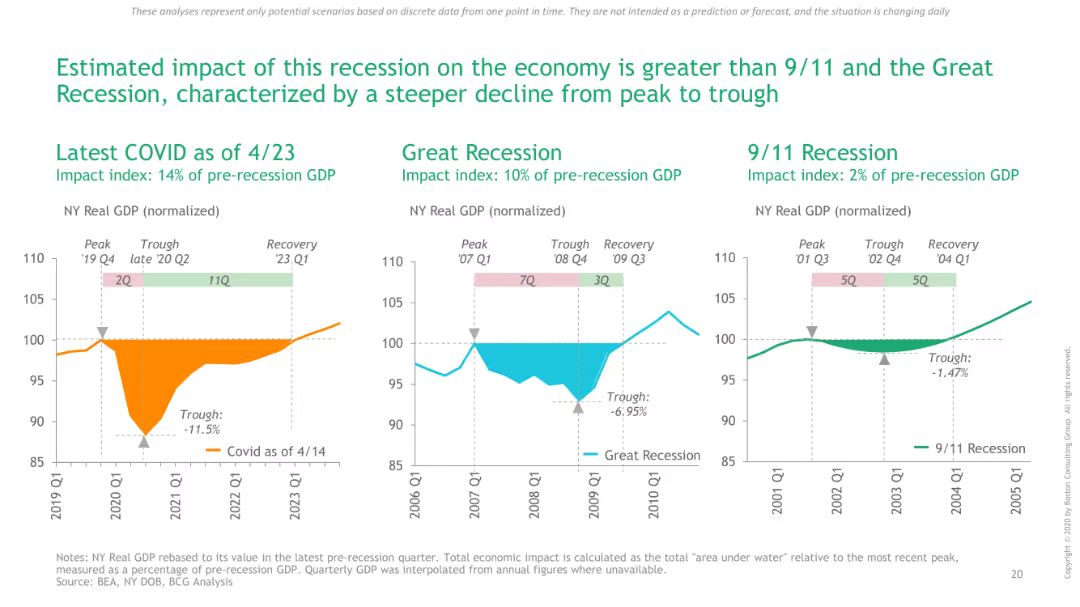 These analyses represent only potential scenarios based on discrete data from one point in time. They are not intended as a prediction or forecast, and the situation is changing daily
Estimated impact of this recession on the economy is greater than 9/11 and the Great
Recession, characterized by a steeper decline from peak to trough
Latest COVID as of 4/23
Impact index: 14% of pre-recession GDP
NY Real GDP (normalized)
Peak
'19 Q4
Trough
late '20 Q2
Recovery
'23 Q1
2Q
11Q
110
105
100
95
90
85
Trough:
-11.5%
Covid as of 4/14
2019 Q1
2020 Q1
2021 Q1
2022 Q1
2023 Q1
Great Recession
Impact index: 10% of pre-recession GDP
NY Real GDP (normalized)
Peak
'07 Q1
Trough
'08 Q4
Recovery
'09 Q3
7Q
3Q
110
105
100
95
90
85
Trough:
-6.95%
Great Recession
2006 Q1
2007 Q1
2008 Q1
2009 Q1
2010 Q1
9/11 Recession
Impact index: 2% of pre-recession GDP
NY Real GDP (normalized)
Peak
'01 Q3
Trough
'02 Q4
Recovery
'04 Q1
5Q
5Q
110
105
100
95
90
85
Trough:
-1.47%
9/11 Recession
2001 Q1
2002 Q1
2003 Q1
2004 Q1
2005 Q1
Notes: NY Real GDP rebased to its value in the latest pre-recession quarter. Total economic impact is calculated as the total "area under water" relative to the most recent peak,
measured as a percentage of pre-recession GDP. Quarterly GDP was interpolated from annual figures where unavailable.
Source: BEA, NY DOB, BCG Analysis
20
Copyright © 2020 by Boston Consulting Group. All rights reserved.